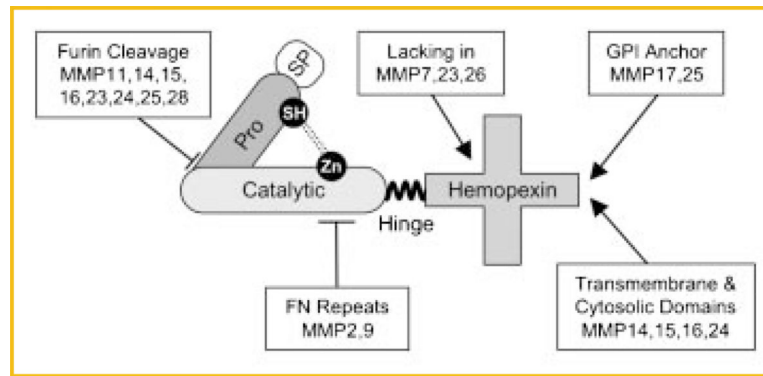 Furin Cleavage
MMP11,14,15,
16,23,24,25,28
SP
Pro
SH
Zn
Catalytic
Hinge
Lacking in
MMP7,23,26
Hemopexin
GPI Anchor
MMP17,25
FN Repeats
MMP2,9
Transmembrane &
Cytosolic Domains
MMP14,15,16,24